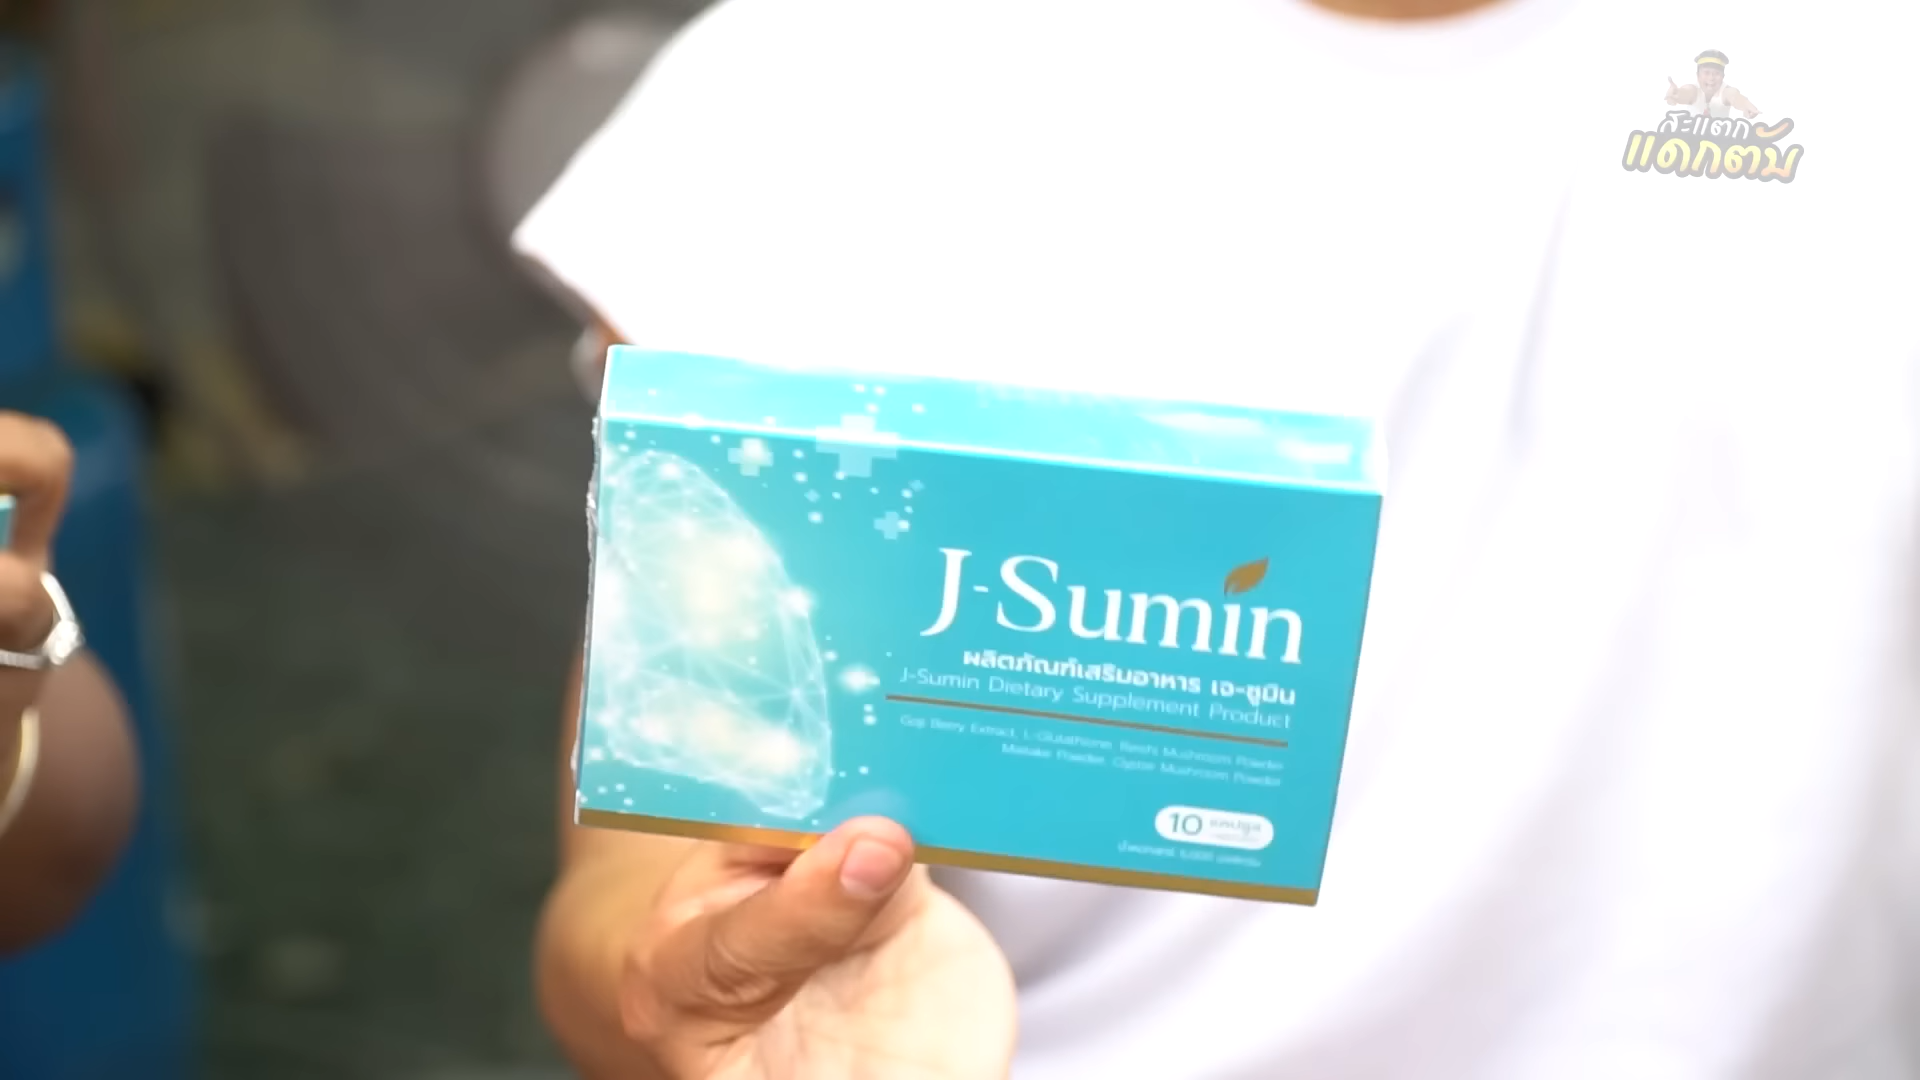 สะแตก
แดกตับ
J-Sumin
ผลิตภัณฑ์เสริมอาหาร เจ-ซูมิน
J-Sumin Dietary Supplement Product
Goji Berry Extract, L-Glutathione, Reishi Mushroom Powder
Maitake Powder, Oyster Mushroom Powder
10 แคปซูล